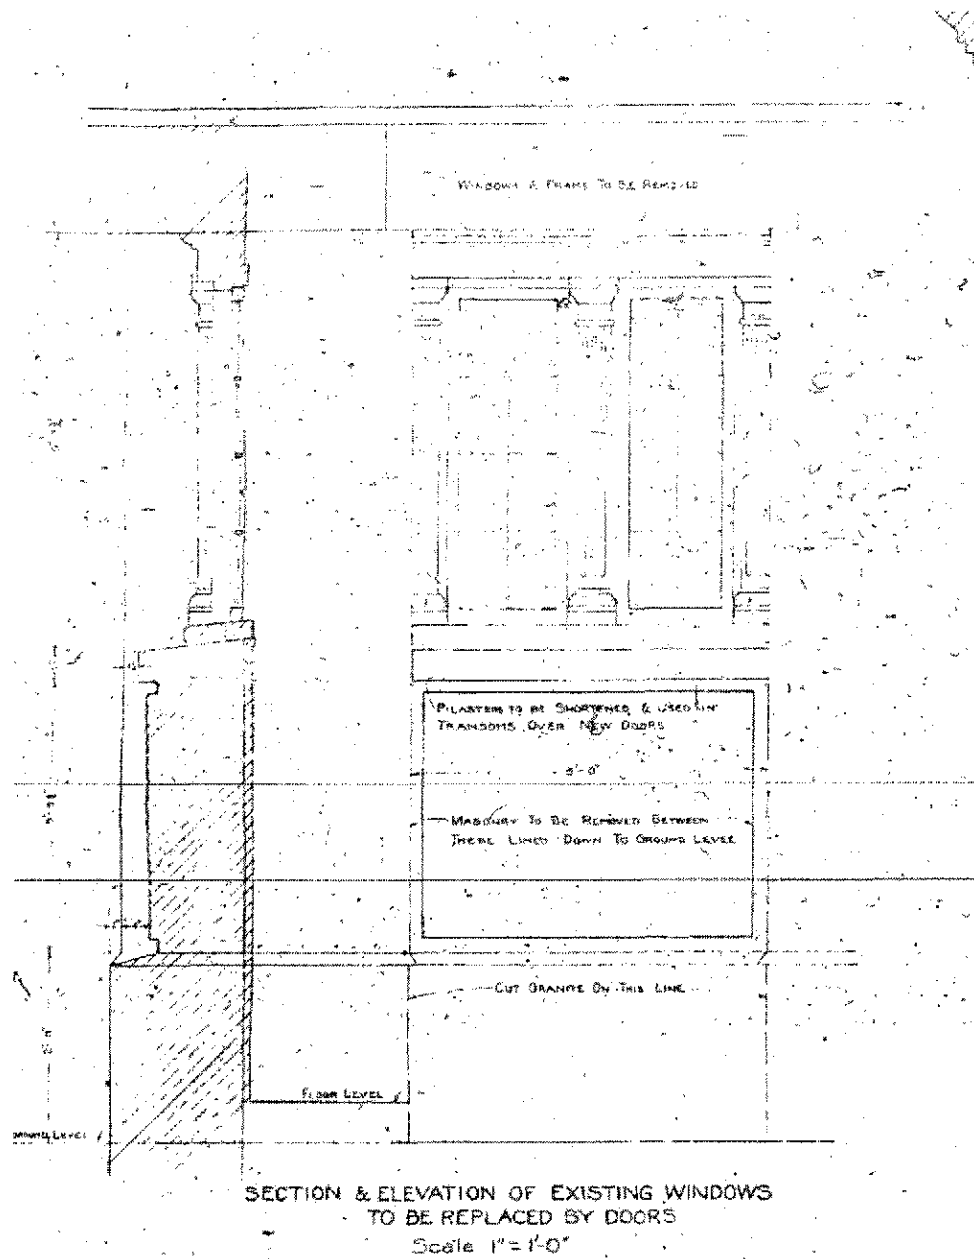 WINDOWS & FRAME TO BE REMOVED
PILASTERS TO BE SHORTENED & USED IN
TRANSOMS OVER NEW DOORS
MASONRY TO BE REMOVED BETWEEN
THESE LINES DOWN TO GROUND LEVEL
CUT GRANITE ON THIS LINE
FLOOR LEVEL
LEVEL
SECTION & ELEVATION OF EXISTING WINDOWS
TO BE REPLACED BY DOORS
Scale 1" = 1'-0"